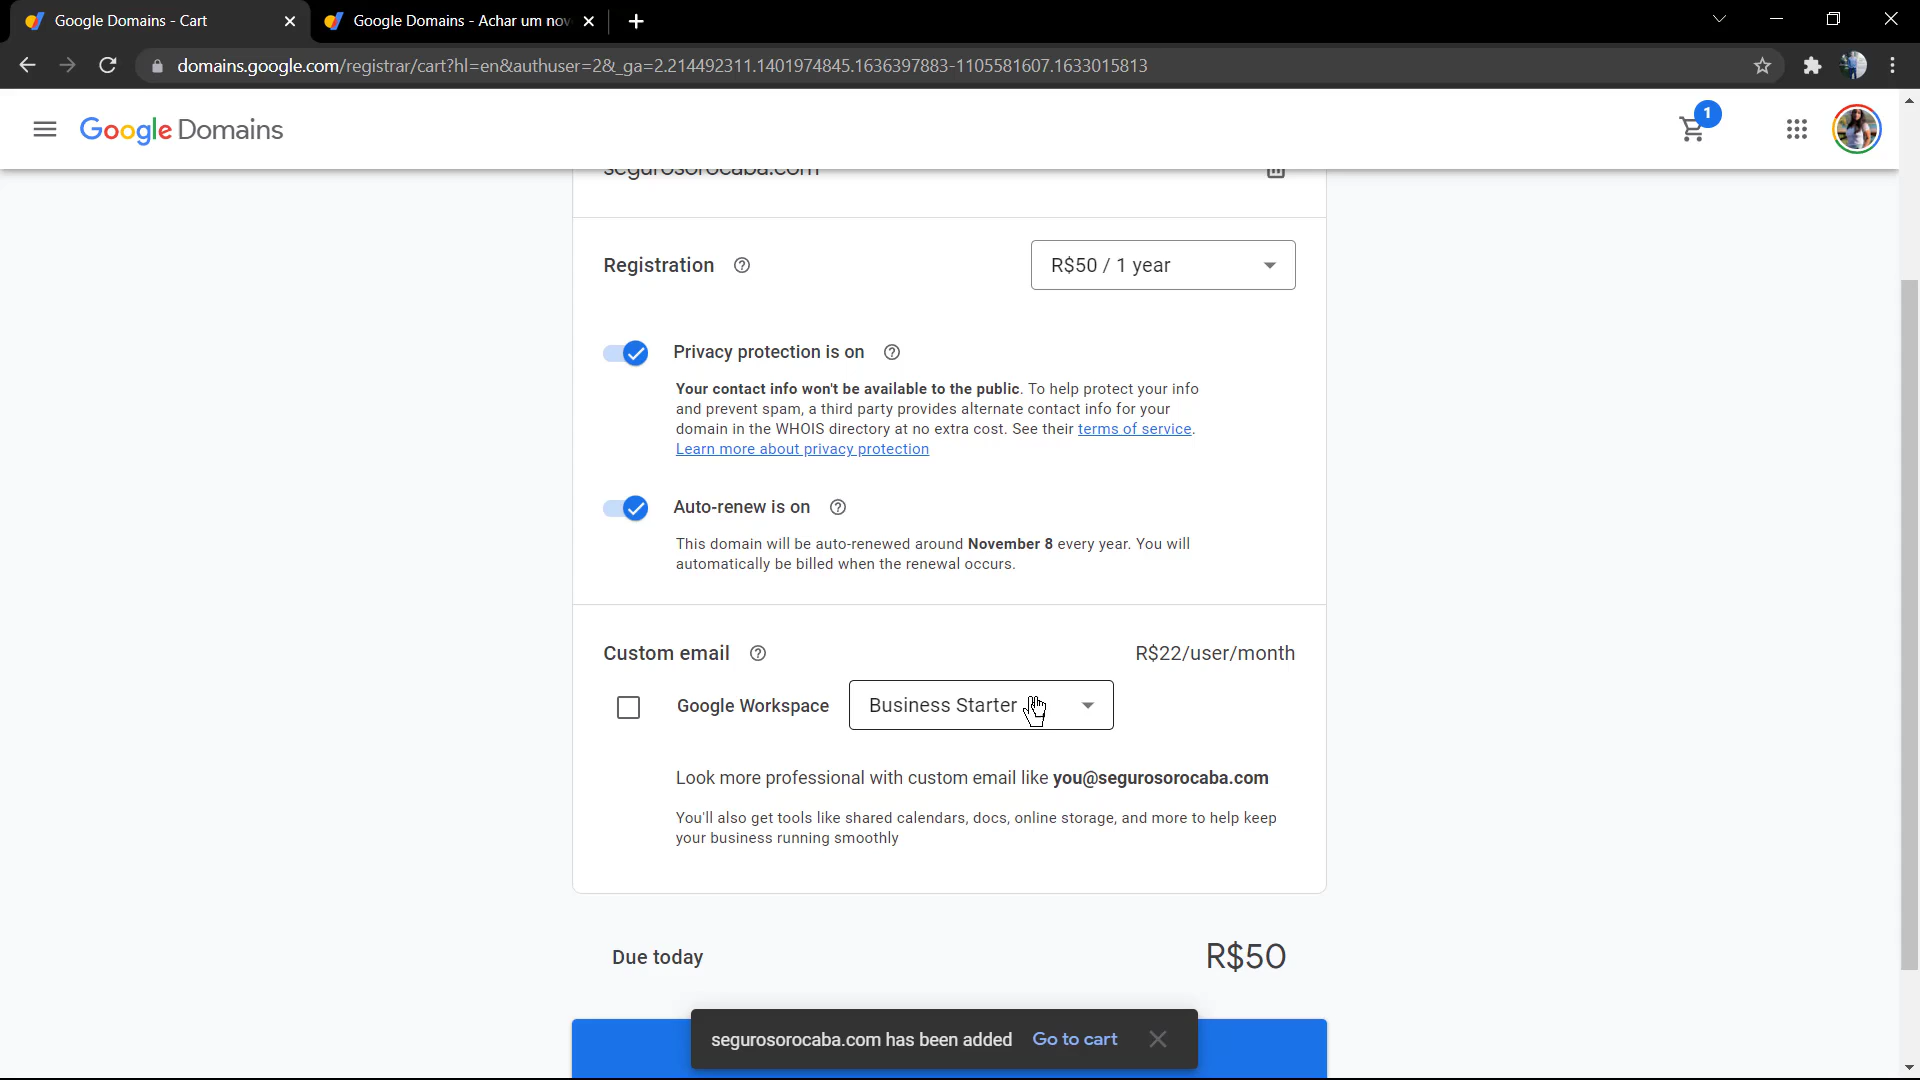 Google Domains - Cart
Google Domains - Achar um nov
domains.google.com/registrar/cart?hl=en&authuser=2&_ga=2.214492311.1401974845.1636397883-1105581607.1633015813
Google Domains
1
segurosorocaba.com
Registration
R$50 / 1 year
Privacy protection is on
Your contact info won't be available to the public. To help protect your info
and prevent spam, a third party provides alternate contact info for your
domain in the WHOIS directory at no extra cost. See their terms of service.
Learn more about privacy protection
Auto-renew is on
This domain will be auto-renewed around November 8 every year. You will
automatically be billed when the renewal occurs.
Custom email
R$22/user/month
Google Workspace
Business Starter
Look more professional with custom email like you@segurosorocaba.com
You'll also get tools like shared calendars, docs, online storage, and more to help keep
your business running smoothly
Due today
R$50
segurosorocaba.com has been added
Go to cart